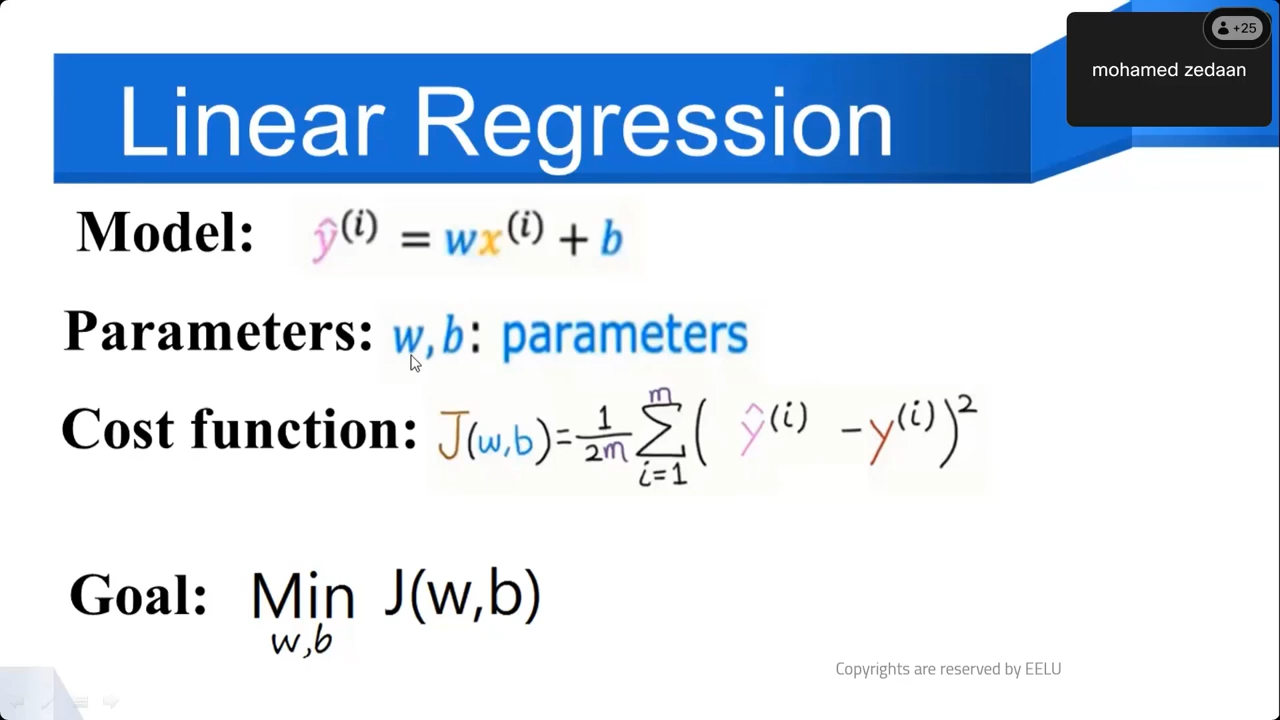 +25
mohamed zedaan
Linear Regression
Model: ŷ⁽ⁱ⁾ = wx⁽ⁱ⁾ + b
Parameters: w,b: parameters
Cost function: J(w,b) = 1/2m ∑ᵢ₌₁ᵐ ( ŷ⁽ⁱ⁾ − y⁽ⁱ⁾ )²
Goal: Min J(w,b)
w,b
Copyrights are reserved by EELU